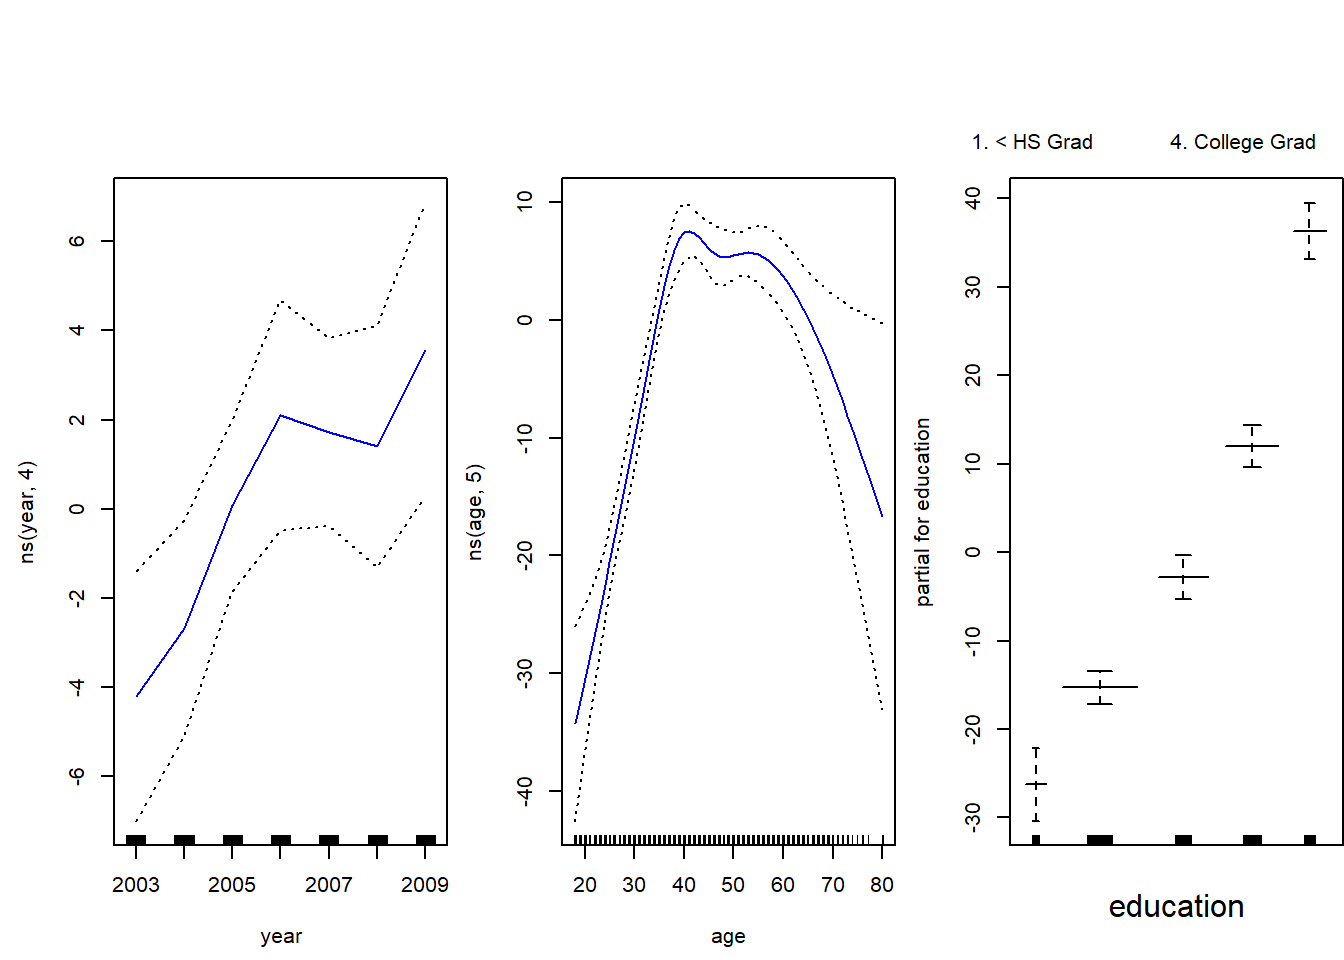 1. < HS Grad 4. College Grad
ns(year, 4)
6
4
2
0
-2
-4
-6
2003 2005 2007 2009
year
ns(age, 5)
10
0
-10
-20
-30
-40
20 30 40 50 60 70 80
age
partial for education
40
30
20
10
0
-10
-20
-30
education